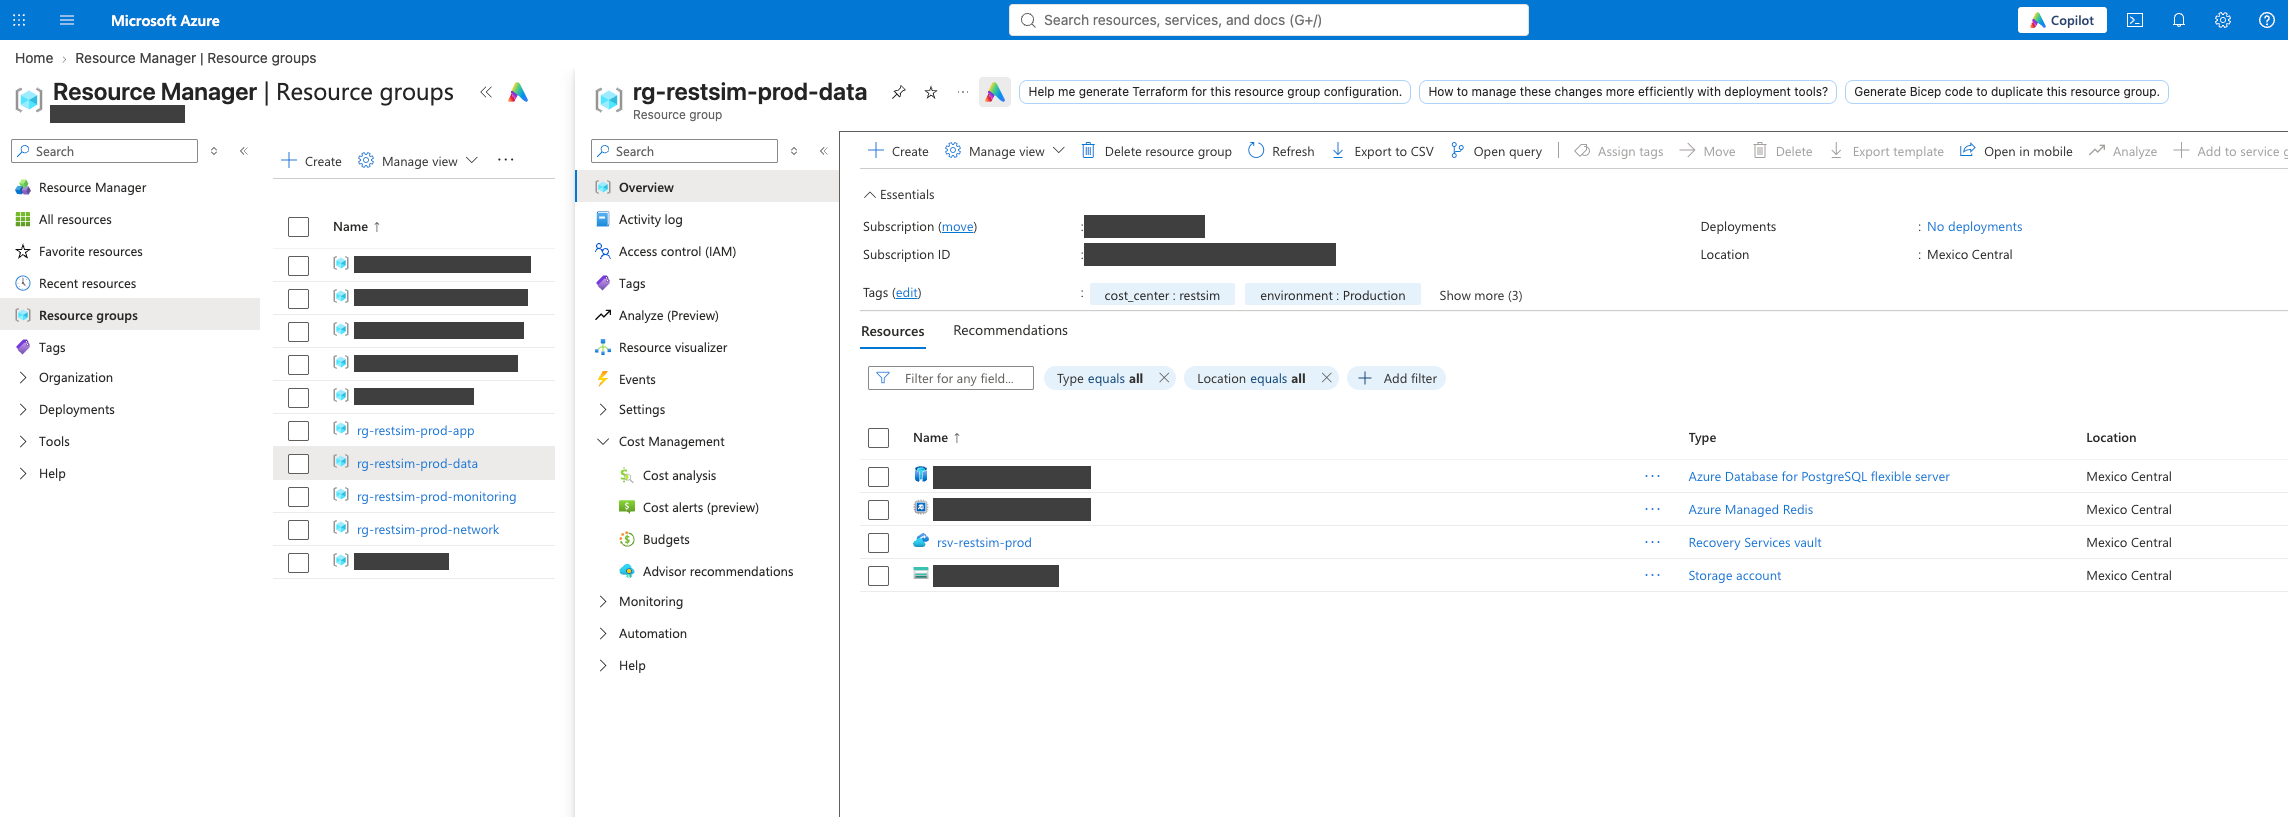 Microsoft Azure
Search resources, services, and docs (G+/)
Copilot
Home > Resource Manager | Resource groups
Resource Manager | Resource groups
Search
Create
Manage view
Resource Manager
All resources
Favorite resources
Recent resources
Resource groups
Tags
Organization
Deployments
Tools
Help
Name ↑
rg-restsim-prod-app
rg-restsim-prod-data
rg-restsim-prod-monitoring
rg-restsim-prod-network
rg-restsim-prod-data
Resource group
Help me generate Terraform for this resource group configuration.
How to manage these changes more efficiently with deployment tools?
Generate Bicep code to duplicate this resource group.
Search
Overview
Activity log
Access control (IAM)
Tags
Analyze (Preview)
Resource visualizer
Events
Settings
Cost Management
Cost analysis
Cost alerts (preview)
Budgets
Advisor recommendations
Monitoring
Automation
Help
Create
Manage view
Delete resource group
Refresh
Export to CSV
Open query
Assign tags
Move
Delete
Export template
Open in mobile
Analyze
Add to service g
Essentials
Subscription (move) :
Subscription ID :
Tags (edit) : cost_center : restsim environment : Production Show more (3)
Deployments : No deployments
Location : Mexico Central
Resources Recommendations
Filter for any field...
Type equals all
Location equals all
Add filter
Name ↑ Type Location
Azure Database for PostgreSQL flexible server Mexico Central
Azure Managed Redis Mexico Central
rsv-restsim-prod Recovery Services vault Mexico Central
Storage account Mexico Central